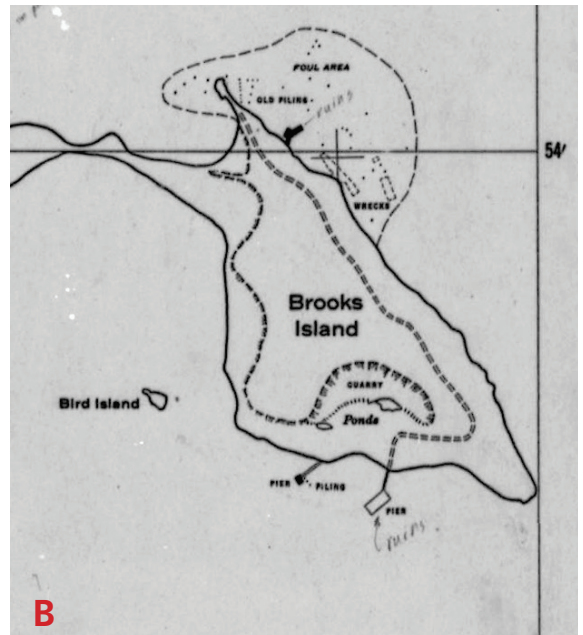 FOUL AREA
OLD PILING
ruins
54'
WRECKS
Brooks
Island
QUARRY
Bird Island
Ponds
PIER
PILING
PIER
ruins
B